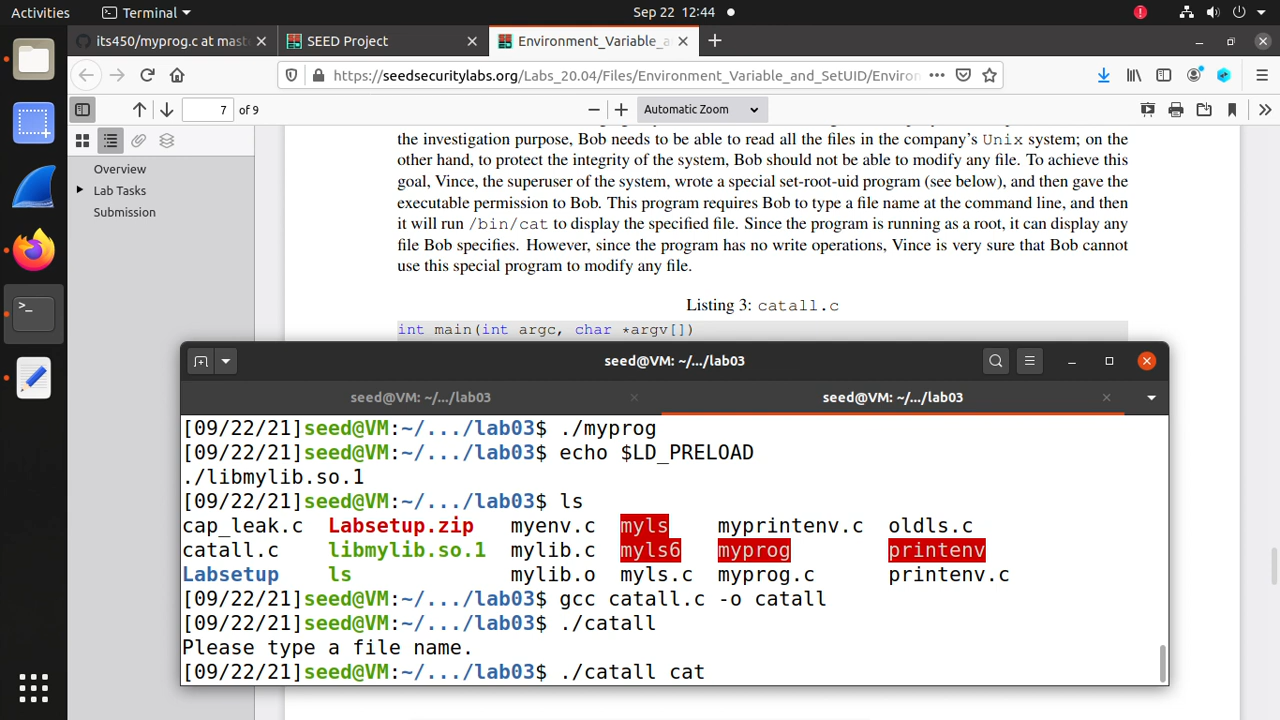 Activities Terminal Sep 22 12:44
its450/myprog.c at mast SEED Project Environment_Variable_a
https://seedsecuritylabs.org/Labs_20.04/Files/Environment_Variable_and_SetUID/Environ
7 of 9 Automatic Zoom
Overview
Lab Tasks
Submission
the investigation purpose, Bob needs to be able to read all the files in the company's Unix system; on the
other hand, to protect the integrity of the system, Bob should not be able to modify any file. To achieve this
goal, Vince, the superuser of the system, wrote a special set-root-uid program (see below), and then gave the
executable permission to Bob. This program requires Bob to type a file name at the command line, and then
it will run /bin/cat to display the specified file. Since the program is running as a root, it can display any
file Bob specifies. However, since the program has no write operations, Vince is very sure that Bob cannot
use this special program to modify any file.
Listing 3: catall.c
int main(int argc, char *argv[])
seed@VM: ~/.../lab03
seed@VM: ~/.../lab03 seed@VM: ~/.../lab03
[09/22/21]seed@VM:~/.../lab03$ ./myprog
[09/22/21]seed@VM:~/.../lab03$ echo $LD_PRELOAD
./libmylib.so.1
[09/22/21]seed@VM:~/.../lab03$ ls
cap_leak.c Labsetup.zip myenv.c myls myprintenv.c oldls.c
catall.c libmylib.so.1 mylib.c myls6 myprog printenv
Labsetup ls mylib.o myls.c myprog.c printenv.c
[09/22/21]seed@VM:~/.../lab03$ gcc catall.c -o catall
[09/22/21]seed@VM:~/.../lab03$ ./catall
Please type a file name.
[09/22/21]seed@VM:~/.../lab03$ ./catall cat